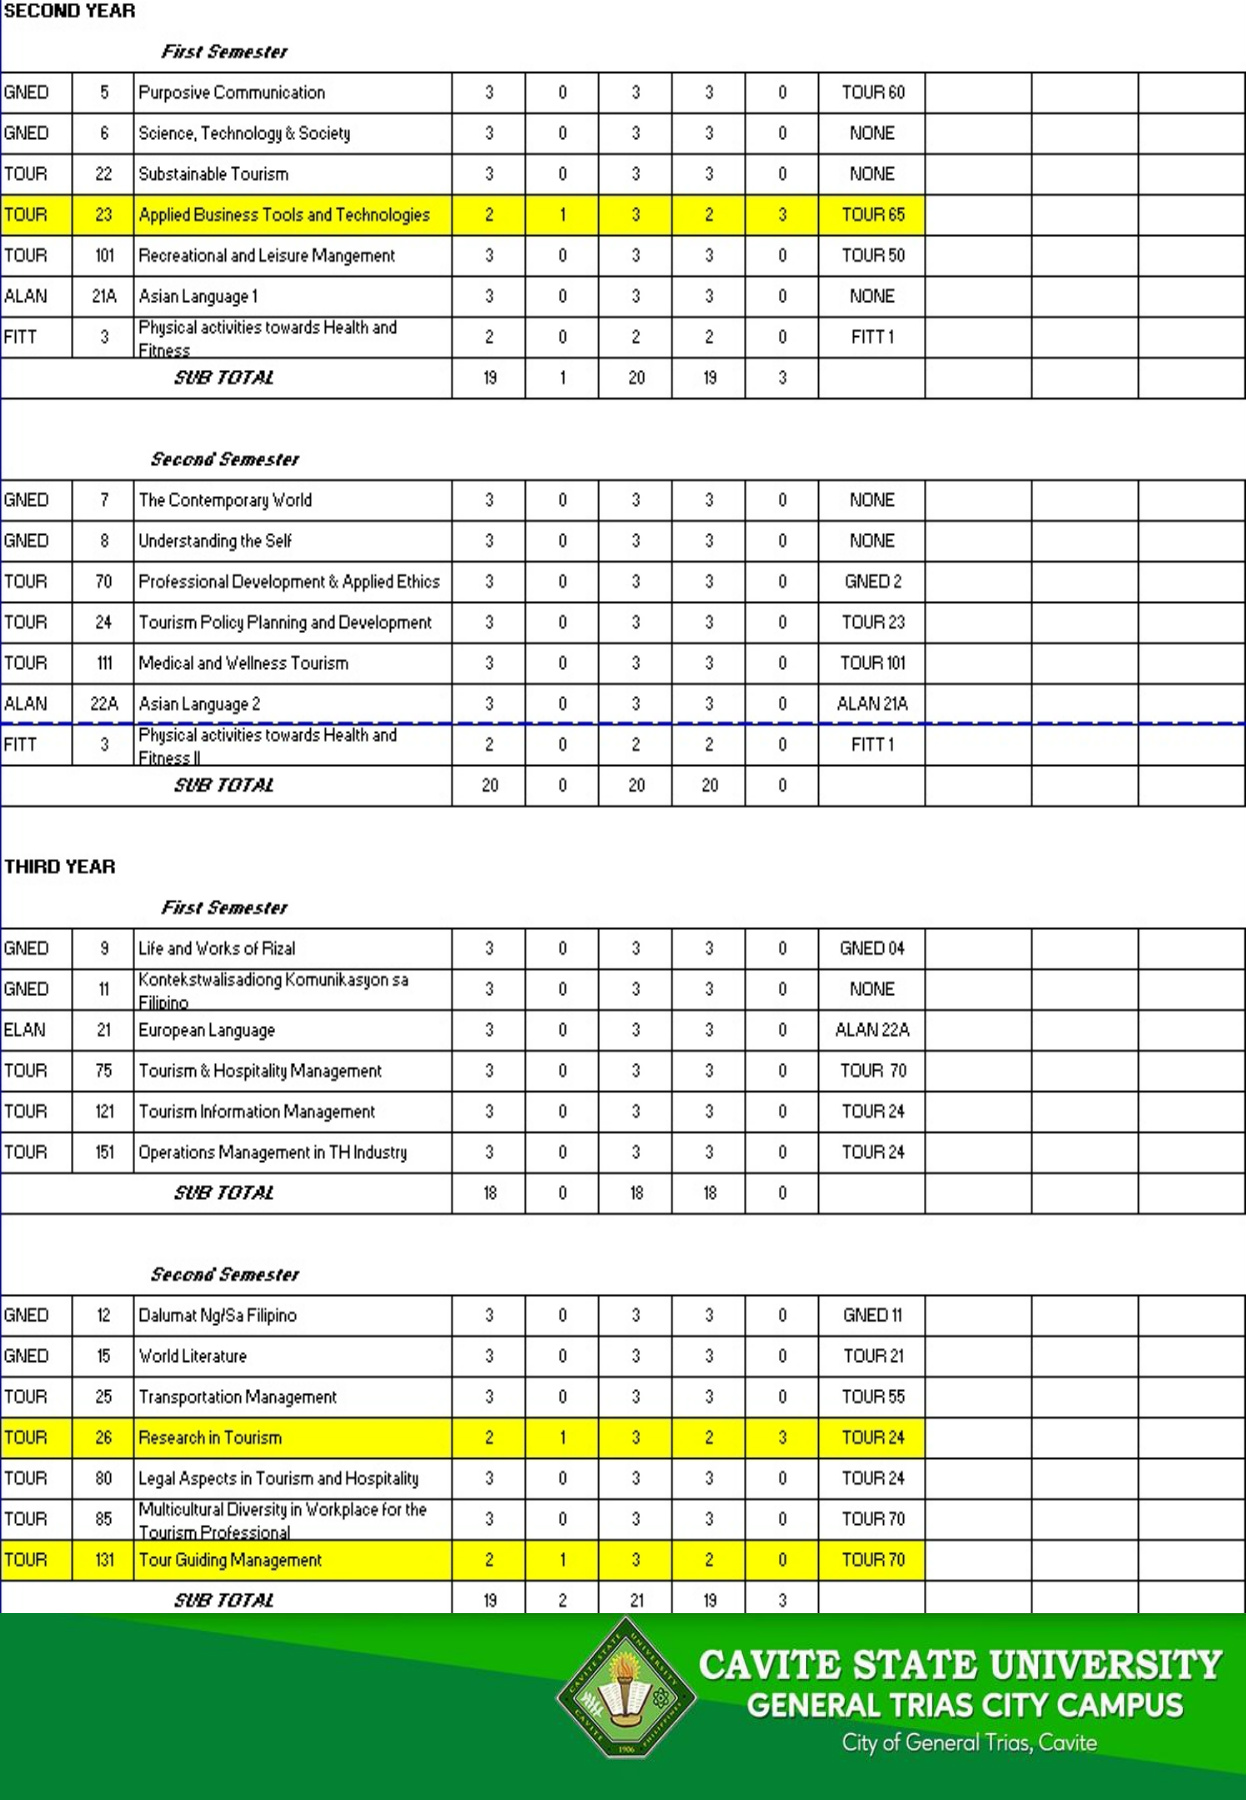 SECOND YEAR
First Semester
GNED 5 Purposive Communication 3 0 3 3 0 TOUR 60
GNED 6 Science, Technology & Society 3 0 3 3 0 NONE
TOUR 22 Substainable Tourism 3 0 3 3 0 NONE
TOUR 23 Applied Business Tools and Technologies 2 1 3 2 3 TOUR 65
TOUR 101 Recreational and Leisure Mangement 3 0 3 3 0 TOUR 50
ALAN 21A Asian Language 1 3 0 3 3 0 NONE
FITT 3 Physical activities towards Health and
Fitness 2 0 2 2 0 FITT 1
SUB TOTAL 19 1 20 19 3
Second Semester
GNED 7 The Contemporary World 3 0 3 3 0 NONE
GNED 8 Understanding the Self 3 0 3 3 0 NONE
TOUR 70 Professional Development & Applied Ethics 3 0 3 3 0 GNED 2
TOUR 24 Tourism Policy Planning and Development 3 0 3 3 0 TOUR 23
TOUR 111 Medical and Wellness Tourism 3 0 3 3 0 TOUR 101
ALAN 22A Asian Language 2 3 0 3 3 0 ALAN 21A
FITT 3 Physical activities towards Health and
Fitness II 2 0 2 2 0 FITT 1
SUB TOTAL 20 0 20 20 0
THIRD YEAR
First Semester
GNED 9 Life and Works of Rizal 3 0 3 3 0 GNED 04
GNED 11 Kontekstwalisadiong Komunikasyon sa
Filipino 3 0 3 3 0 NONE
ELAN 21 European Language 3 0 3 3 0 ALAN 22A
TOUR 75 Tourism & Hospitality Management 3 0 3 3 0 TOUR 70
TOUR 121 Tourism Information Management 3 0 3 3 0 TOUR 24
TOUR 151 Operations Management in TH Industry 3 0 3 3 0 TOUR 24
SUB TOTAL 18 0 18 18 0
Second Semester
GNED 12 Dalumat Ng/Sa Filipino 3 0 3 3 0 GNED 11
GNED 15 World Literature 3 0 3 3 0 TOUR 21
TOUR 25 Transportation Management 3 0 3 3 0 TOUR 55
TOUR 26 Research in Tourism 2 1 3 2 3 TOUR 24
TOUR 80 Legal Aspects in Tourism and Hospitality 3 0 3 3 0 TOUR 24
TOUR 85 Multicultural Diversity in Workplace for the
Tourism Professional 3 0 3 3 0 TOUR 70
TOUR 131 Tour Guiding Management 2 1 3 2 0 TOUR 70
SUB TOTAL 19 2 21 19 3
CAVITE STATE UNIVERSITY
CAVITE PHILIPPINES
1906
CAVITE STATE UNIVERSITY
GENERAL TRIAS CITY CAMPUS
City of General Trias, Cavite